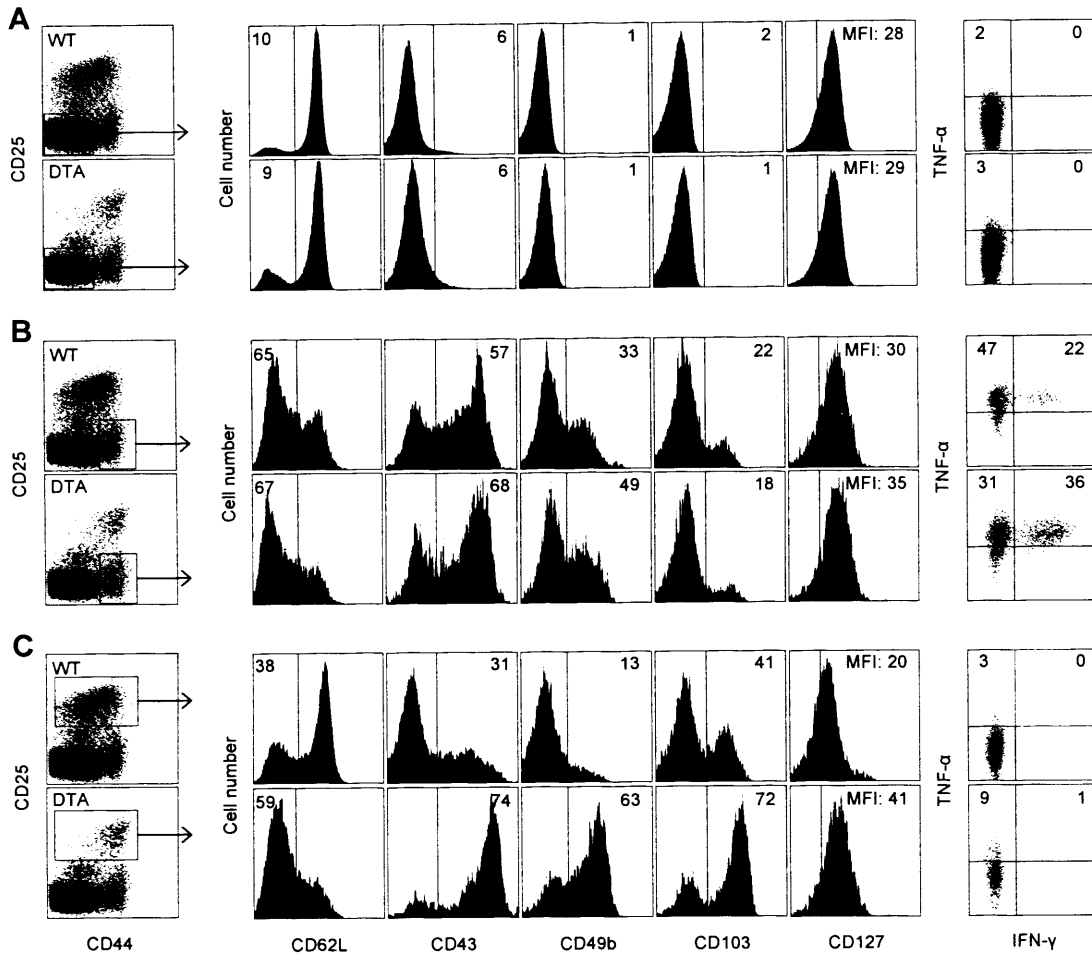 A
WT
10
6
1
2
MFI: 28
2 0
CD25
Cell number
TNF-α
DTA
9
6
1
1
MFI: 29
3 0
B
WT
65
57
33
22
MFI: 30
47 22
CD25
Cell number
TNF-α
DTA
67
68
49
18
MFI: 35
31 36
C
WT
38
31
13
41
MFI: 20
3 0
CD25
Cell number
TNF-α
DTA
59
74
63
72
MFI: 41
9 1
CD44
CD62L
CD43
CD49b
CD103
CD127
IFN-γ